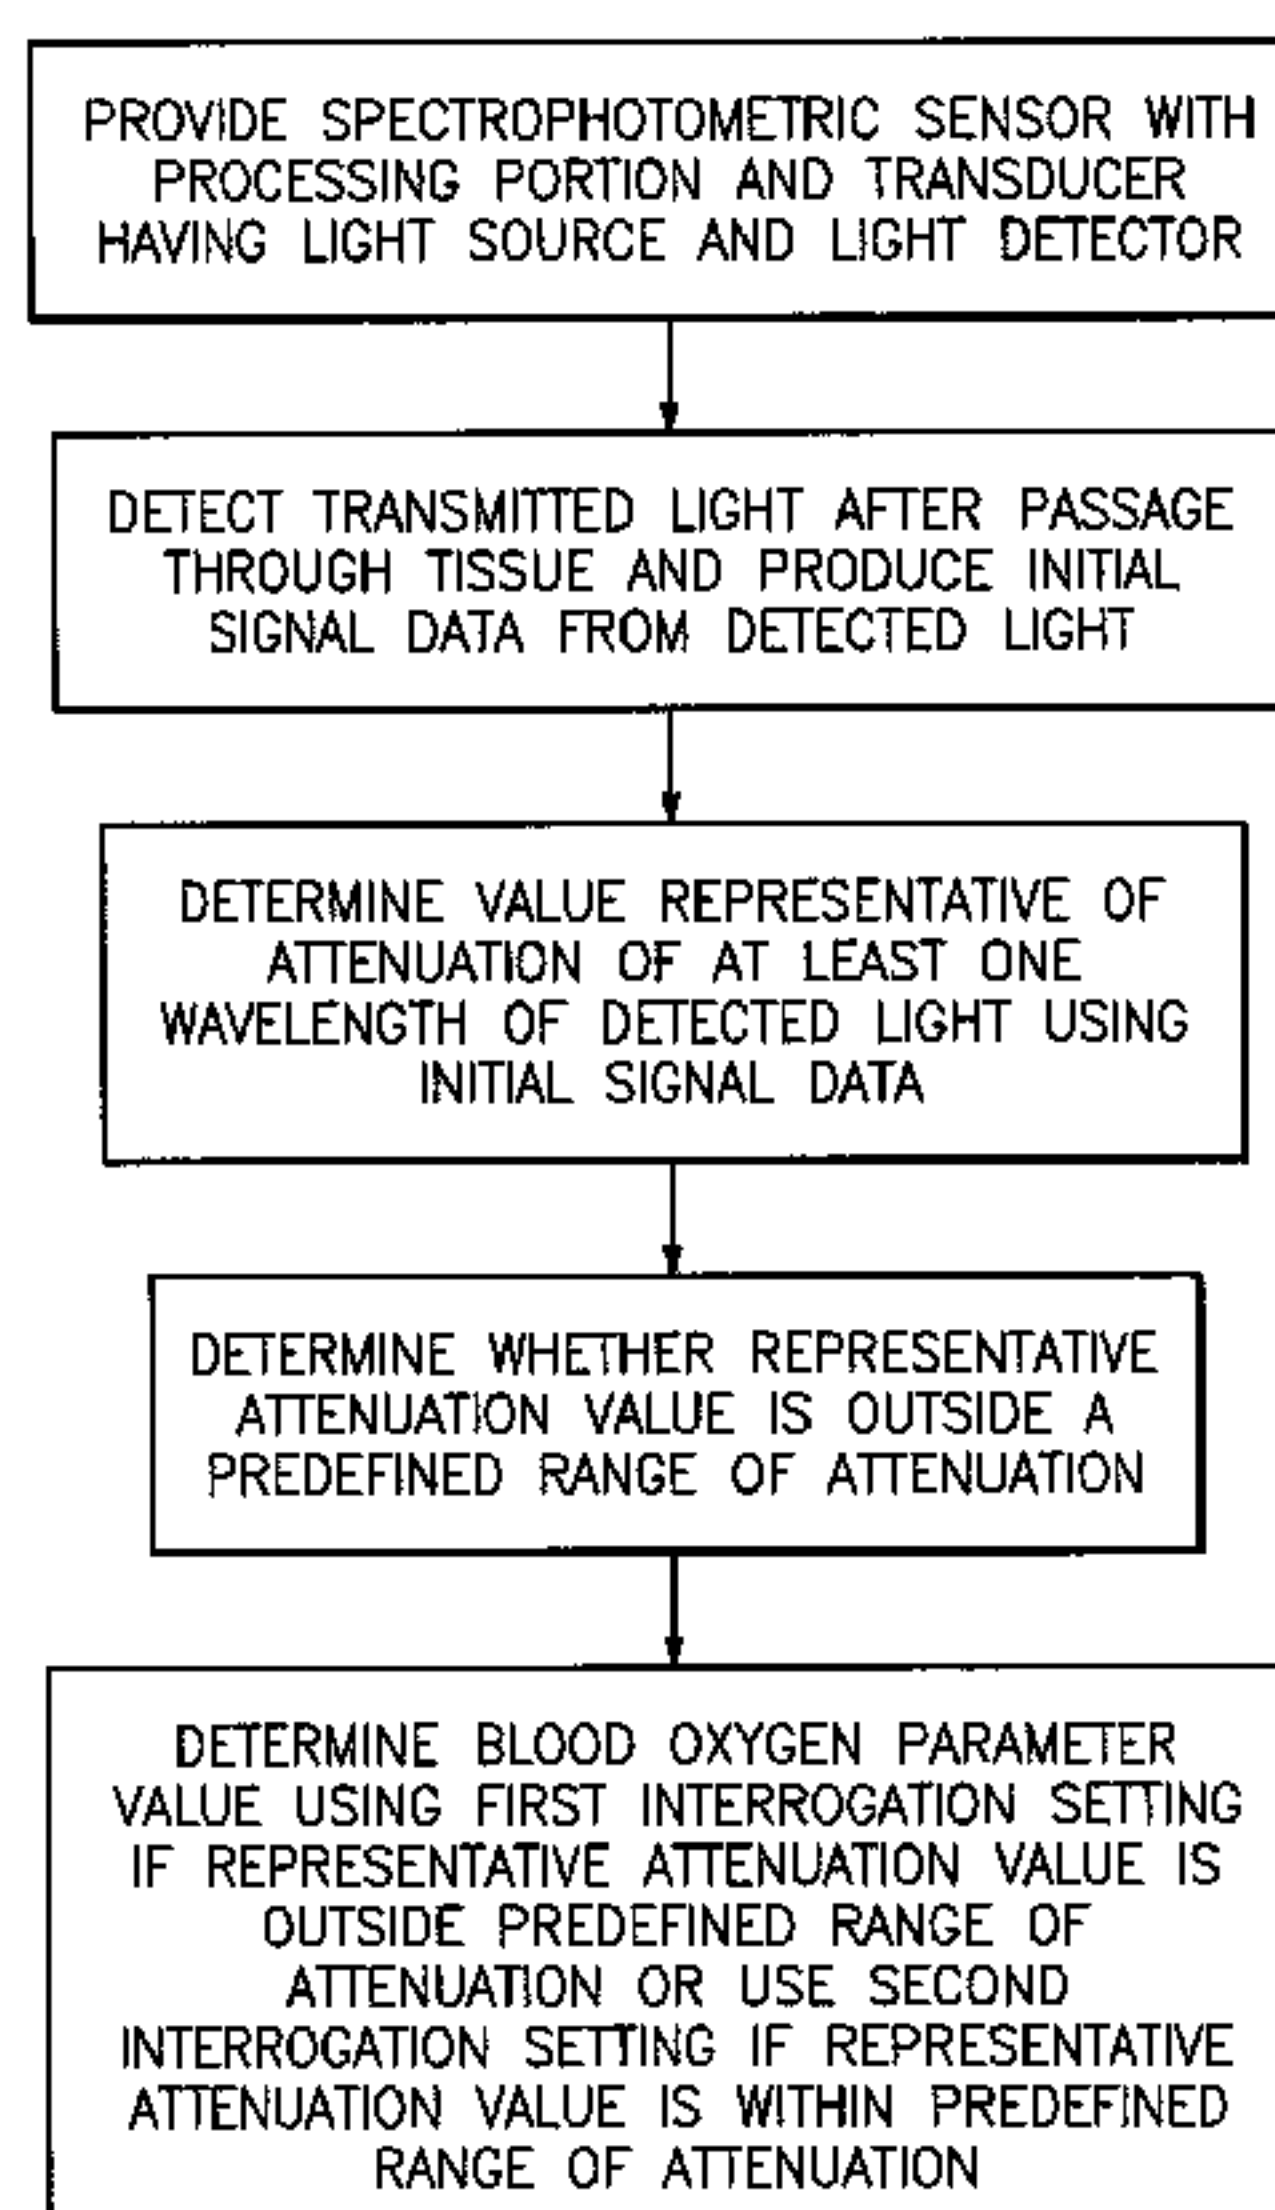 PROVIDE SPECTROPHOTOMETRIC SENSOR WITH
PROCESSING PORTION AND TRANSDUCER
HAVING LIGHT SOURCE AND LIGHT DETECTOR
DETECT TRANSMITTED LIGHT AFTER PASSAGE
THROUGH TISSUE AND PRODUCE INITIAL
SIGNAL DATA FROM DETECTED LIGHT
DETERMINE VALUE REPRESENTATIVE OF
ATTENUATION OF AT LEAST ONE
WAVELENGTH OF DETECTED LIGHT USING
INITIAL SIGNAL DATA
DETERMINE WHETHER REPRESENTATIVE
ATTENUATION VALUE IS OUTSIDE A
PREDEFINED RANGE OF ATTENUATION
DETERMINE BLOOD OXYGEN PARAMETER
VALUE USING FIRST INTERROGATION SETTING
IF REPRESENTATIVE ATTENUATION VALUE IS
OUTSIDE PREDEFINED RANGE OF
ATTENUATION OR USE SECOND
INTERROGATION SETTING IF REPRESENTATIVE
ATTENUATION VALUE IS WITHIN PREDEFINED
RANGE OF ATTENUATION